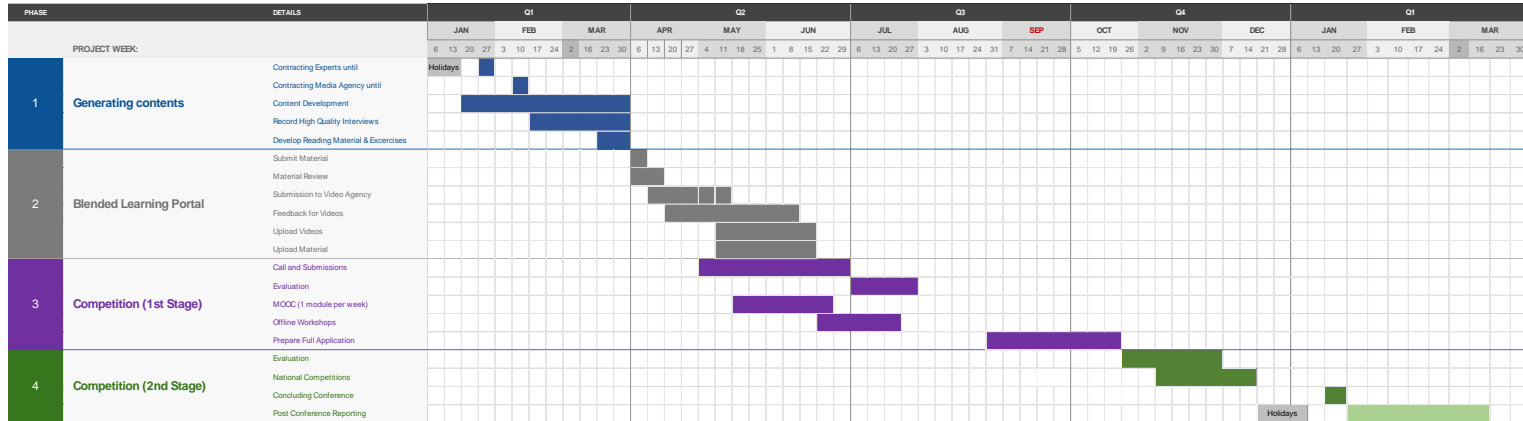 PHASE DETAILS Q1 Q2 Q3 Q4 Q1
JAN FEB MAR APR MAY JUN JUL AUG SEP OCT NOV DEC JAN FEB MAR
PROJECT WEEK: 6 13 20 27 3 10 17 24 2 16 23 30 6 13 20 27 4 11 18 25 1 8 15 22 29 6 13 20 27 3 10 17 24 31 7 14 21 28 5 12 19 26 2 9 16 23 30 7 14 21 28 6 13 20 27 3 10 17 24 2 16 23 30
Contracting Experts until Holidays
Contracting Media Agency until
1 Generating contents Content Development
Record High Quality Interviews
Develop Reading Material & Excercises
Submit Material
Material Review
2 Blended Learning Portal Submission to Video Agency
Feedback for Videos
Upload Videos
Upload Material
Call and Submissions
Evaluation
3 Competition (1st Stage) MOOC (1 module per week)
Offline Workshops
Prepare Full Application
Evaluation
National Competitions
4 Competition (2nd Stage)
Concluding Conference
Post Conference Reporting Holidays